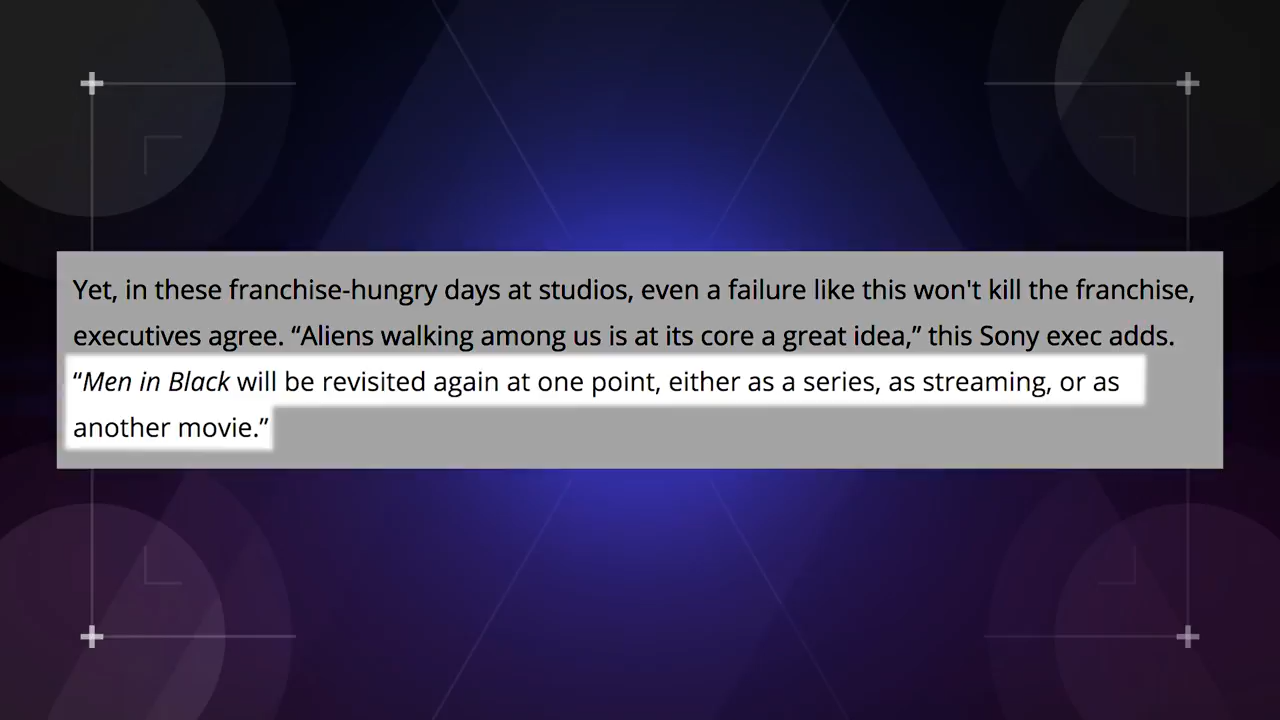 Yet, in these franchise-hungry days at studios, even a failure like this won't kill the franchise,
executives agree. “Aliens walking among us is at its core a great idea,” this Sony exec adds.
“Men in Black will be revisited again at one point, either as a series, as streaming, or as
another movie.”